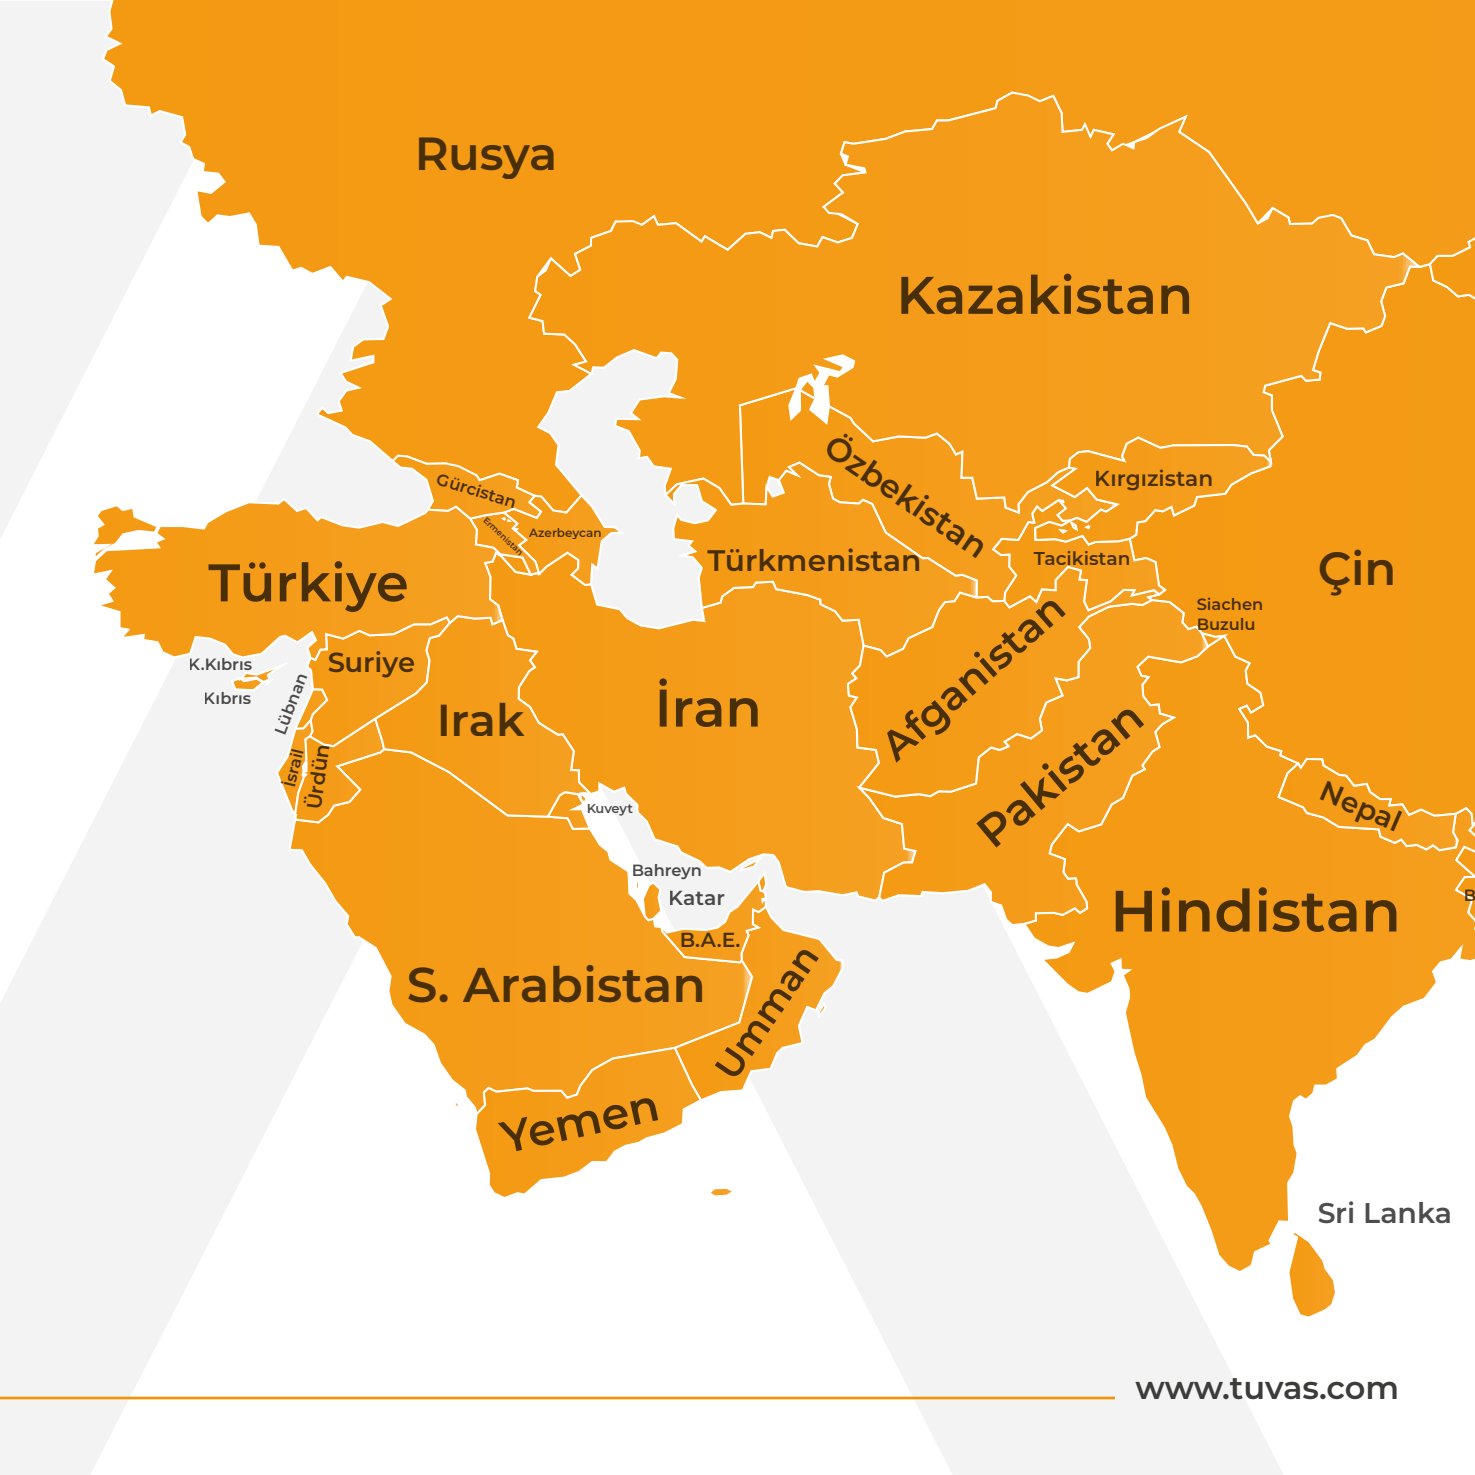 Rusya
Kazakistan
Özbekistan
Kırgızistan
Gürcistan
Ermenistan
Azerbeycan
Türkmenistan
Tacikistan
Çin
Türkiye
Siachen
Buzulu
K.Kıbrıs
Kıbrıs
Suriye
Lübnan
İsrail
Ürdün
Irak
İran
Afganistan
Pakistan
Nepal
Kuveyt
Bahreyn
Katar
B.A.E.
Hindistan
B
S. Arabistan
Umman
Yemen
Sri Lanka
www.tuvas.com